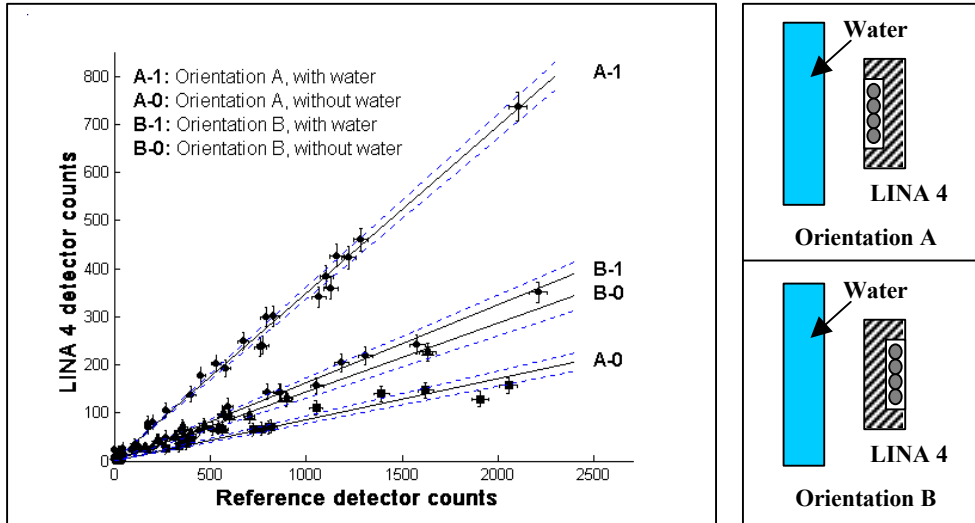 A-1: Orientation A, with water
A-0: Orientation A, without water
B-1: Orientation B, with water
B-0: Orientation B, without water
A-1
B-1
B-0
A-0
800
700
600
500
400
300
200
100
0
0
500
1000
1500
2000
2500
LINA 4 detector counts
Reference detector counts
Water
LINA 4
Orientation A
Water
LINA 4
Orientation B